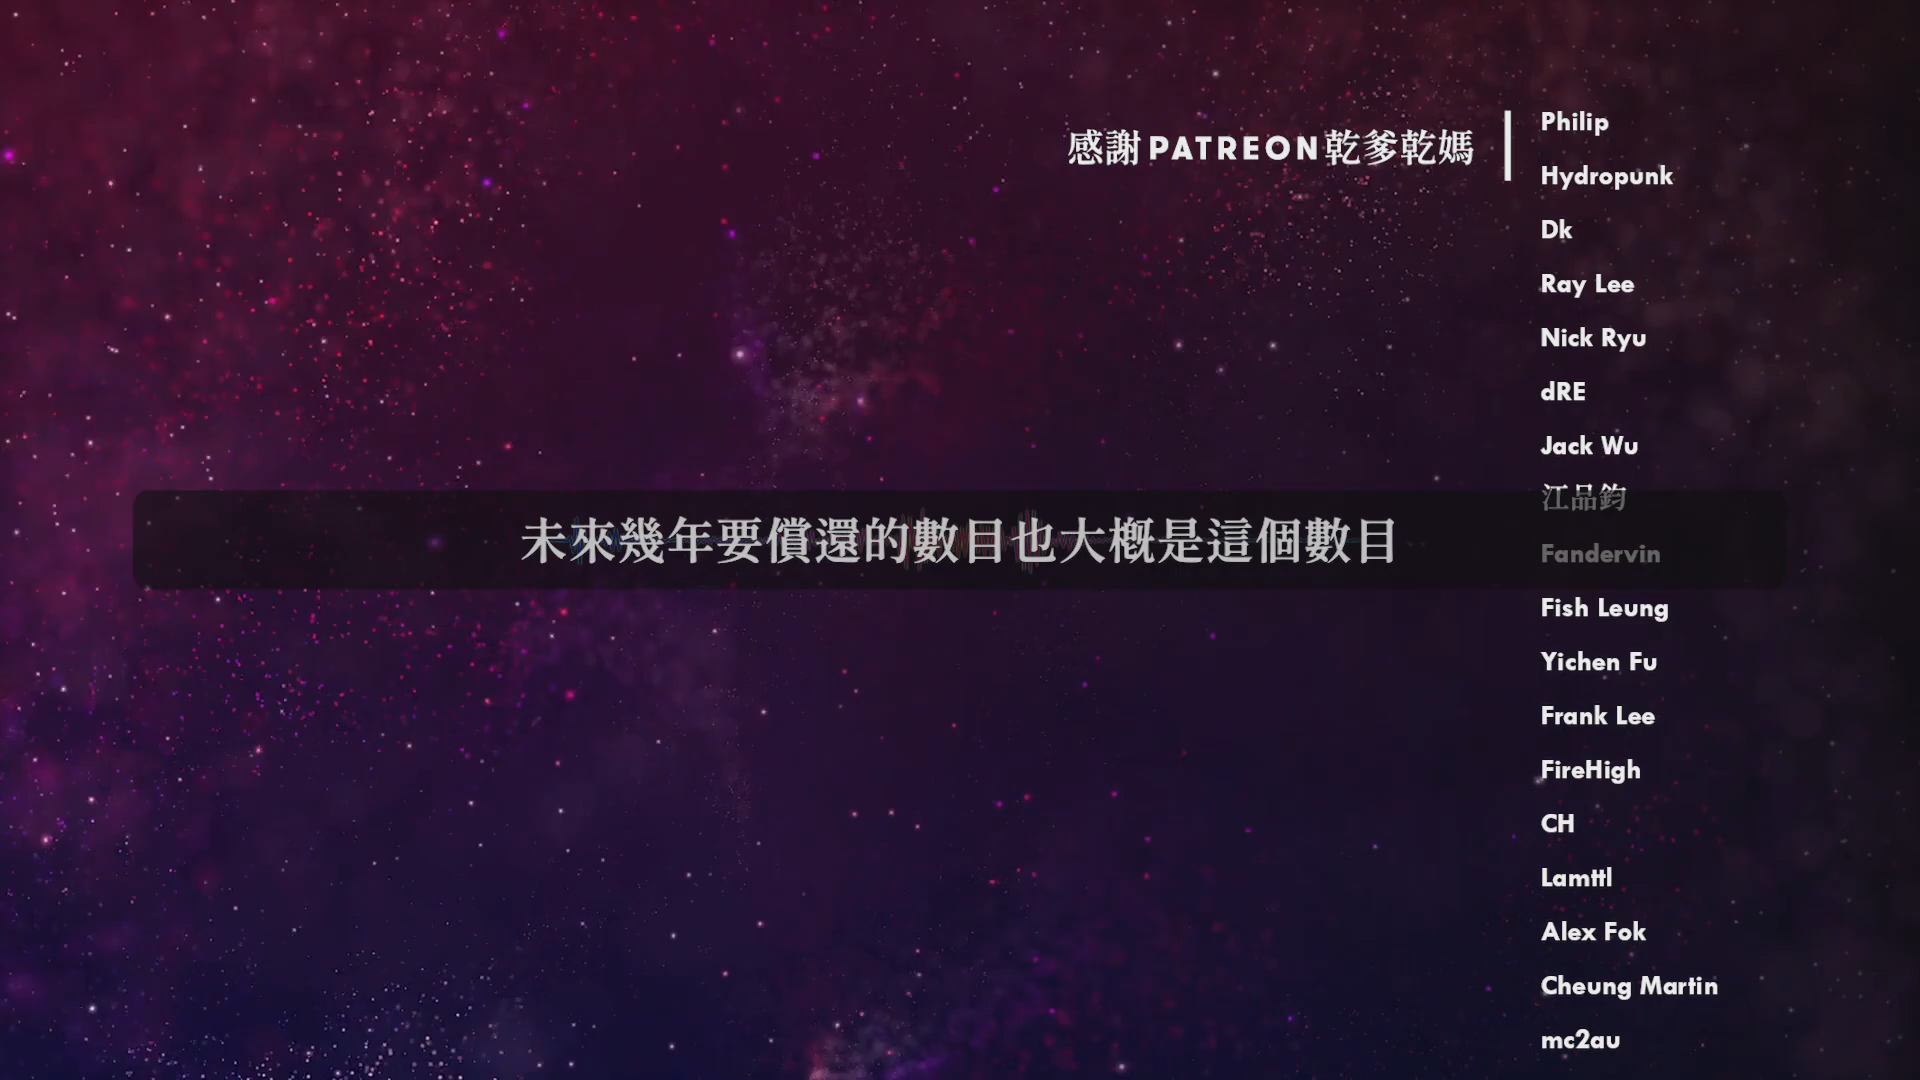 感謝PATREON乾爹乾媽
Philip
Hydropunk
Dk
Ray Lee
Nick Ryu
dRE
Jack Wu
江品鈞
Fandervin
Fish Leung
Yichen Fu
Frank Lee
FireHigh
CH
Lamttl
Alex Fok
Cheung Martin
mc2au
未來幾年要償還的數目也大概是這個數目